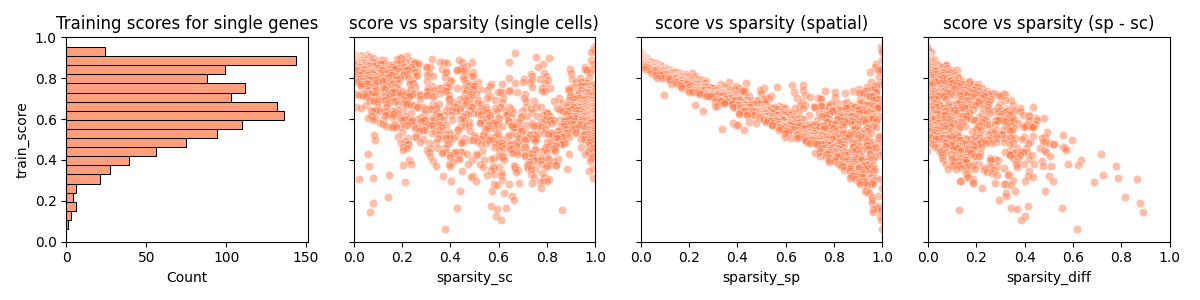 Training scores for single genes
score vs sparsity (single cells)
score vs sparsity (spatial)
score vs sparsity (sp - sc)
train_score
1.0
0.8
0.6
0.4
0.2
0.0
0 50 100 150
0.0 0.2 0.4 0.6 0.8 1.0
0.0 0.2 0.4 0.6 0.8 1.0
0.0 0.2 0.4 0.6 0.8 1.0
Count
sparsity_sc
sparsity_sp
sparsity_diff